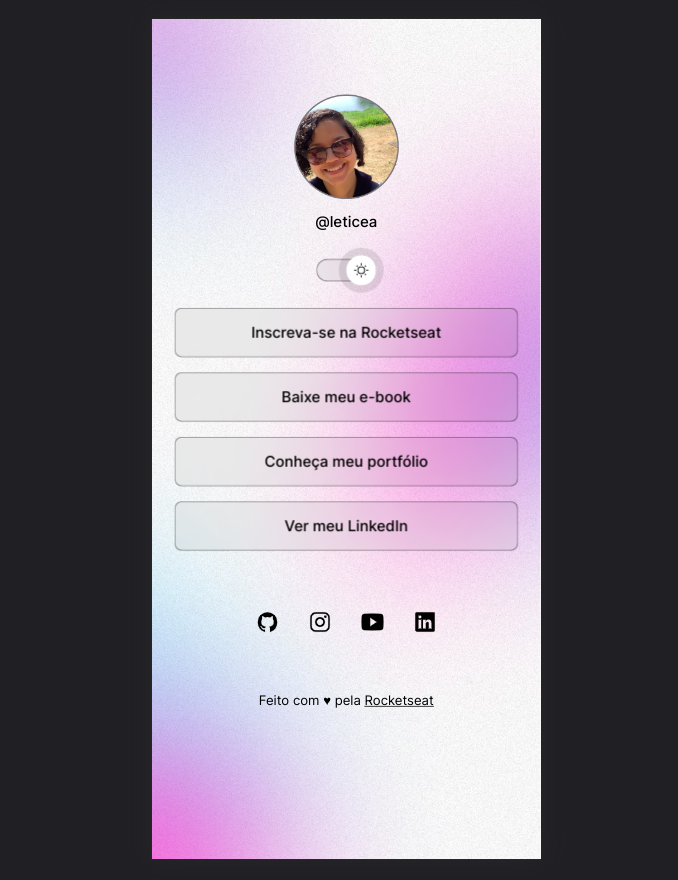 @leticea
Inscreva-se na Rocketseat
Baixe meu e-book
Conheça meu portfólio
Ver meu LinkedIn
Feito com ♥ pela Rocketseat